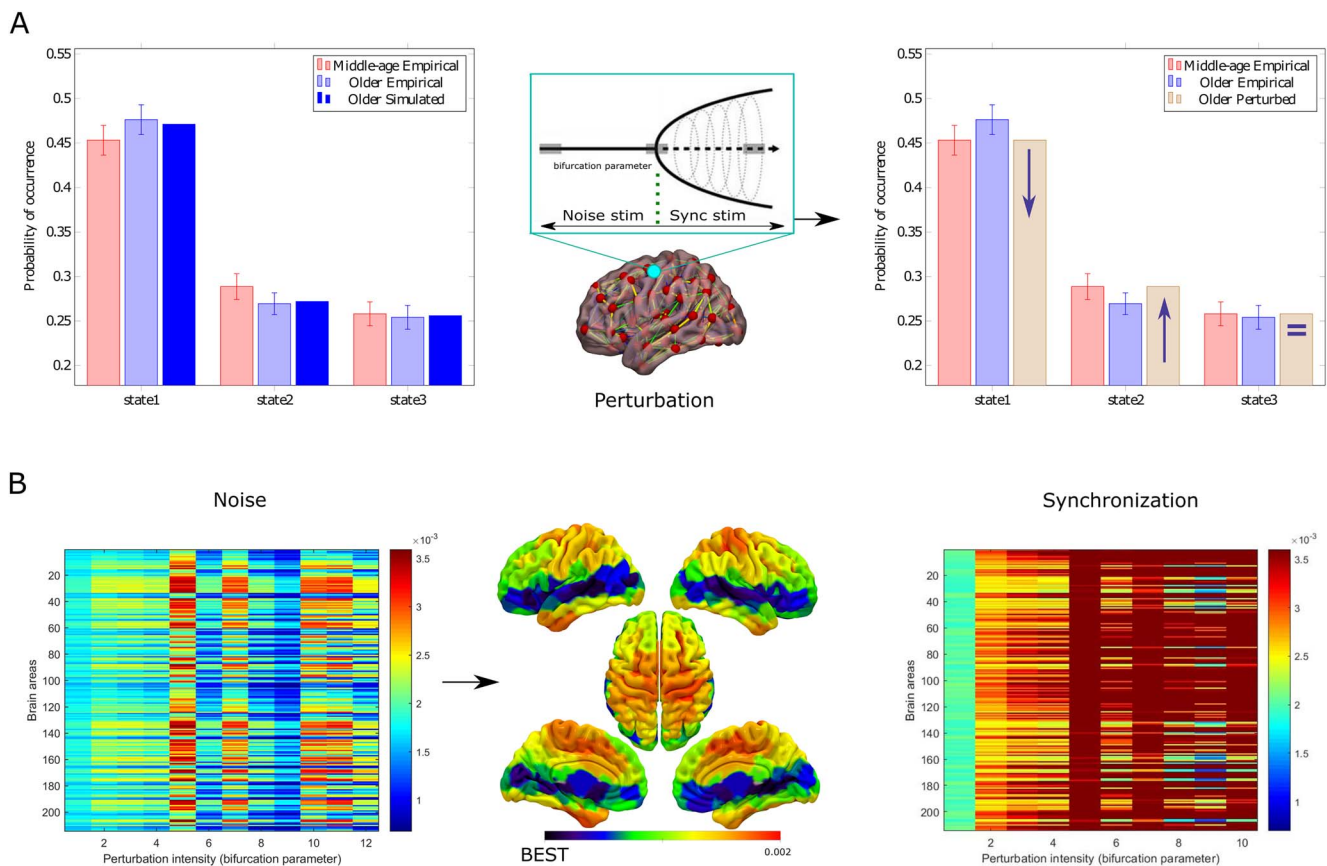 A
Middle-age Empirical
Older Empirical
Older Simulated
Probability of occurrence
0.55
0.5
0.45
0.4
0.35
0.3
0.25
0.2
state1 state2 state3
bifurcation parameter
Noise stim Sync stim
Perturbation
Middle-age Empirical
Older Empirical
Older Perturbed
Probability of occurrence
0.55
0.5
0.45
0.4
0.35
0.3
0.25
0.2
=
state1 state2 state3
B
Noise
×10⁻³
Brain areas
20
40
60
80
100
120
140
160
180
200
2 4 6 8 10 12
Perturbation intensity (bifurcation parameter)
3.5
3
2.5
2
1.5
1
BEST 0.002
Synchronization
×10⁻³
Brain areas
20
40
60
80
100
120
140
160
180
200
2 4 6 8 10
Perturbation intensity (bifurcation parameter)
3.5
3
2.5
2
1.5
1